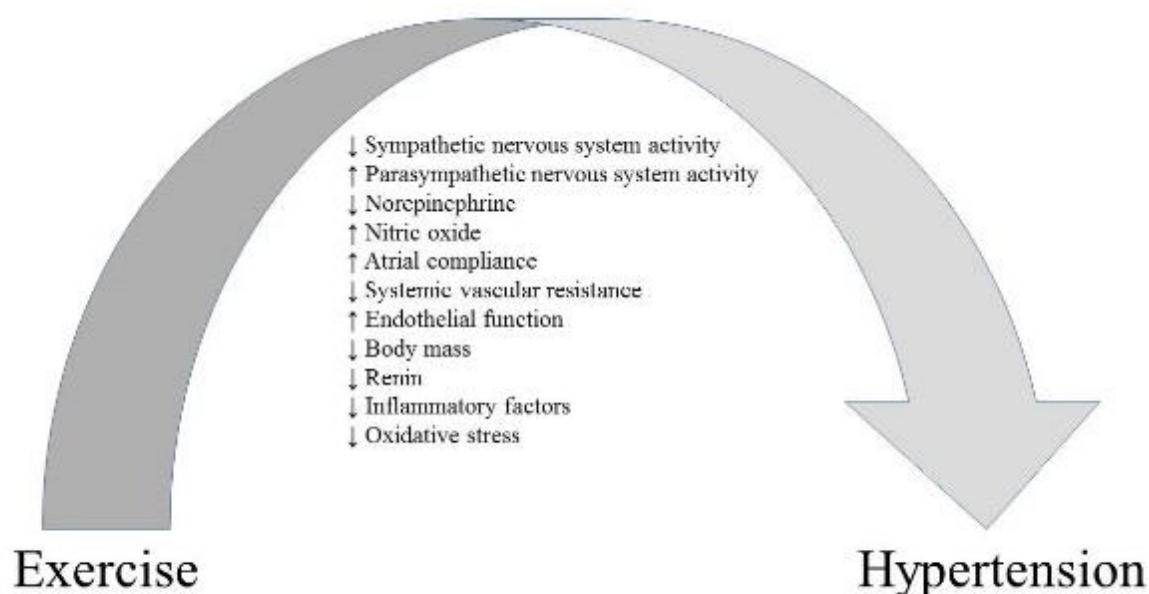 ↓ Sympathetic nervous system activity
↑ Parasympathetic nervous system activity
↓ Norepinephrine
↑ Nitric oxide
↑ Atrial compliance
↓ Systemic vascular resistance
↑ Endothelial function
↓ Body mass
↓ Renin
↓ Inflammatory factors
↓ Oxidative stress
Exercise
Hypertension